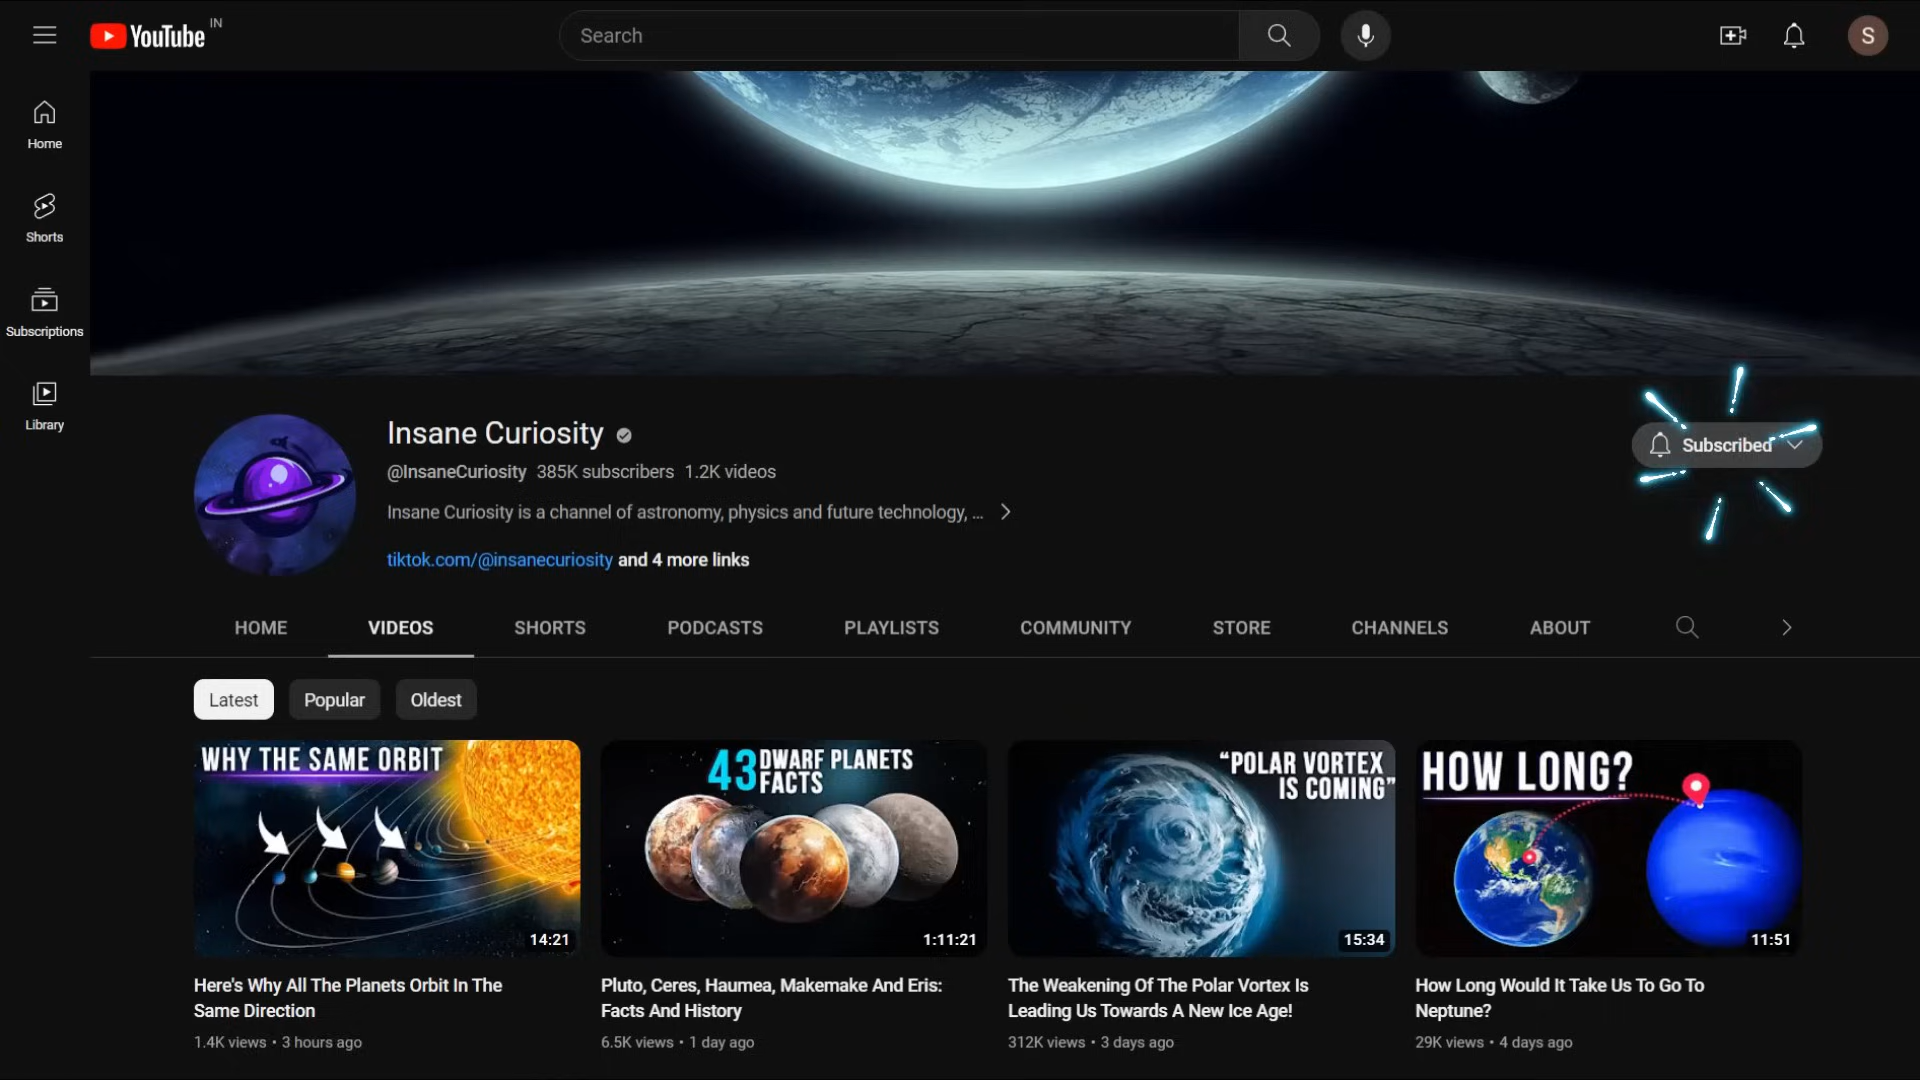 YouTube IN
Search
S
Home
Shorts
Subscriptions
Library
Insane Curiosity
@InsaneCuriosity 385K subscribers 1.2K videos
Insane Curiosity is a channel of astronomy, physics and future technology, ...
tiktok.com/@insanecuriosity and 4 more links
Subscribed
HOME VIDEOS SHORTS PODCASTS PLAYLISTS COMMUNITY STORE CHANNELS ABOUT
Latest Popular Oldest
WHY THE SAME ORBIT
14:21
Here's Why All The Planets Orbit In The
Same Direction
1.4K views • 3 hours ago
43 DWARF PLANETS
FACTS
1:11:21
Pluto, Ceres, Haumea, Makemake And Eris:
Facts And History
6.5K views • 1 day ago
“POLAR VORTEX
IS COMING”
15:34
The Weakening Of The Polar Vortex Is
Leading Us Towards A New Ice Age!
312K views • 3 days ago
HOW LONG?
11:51
How Long Would It Take Us To Go To
Neptune?
29K views • 4 days ago